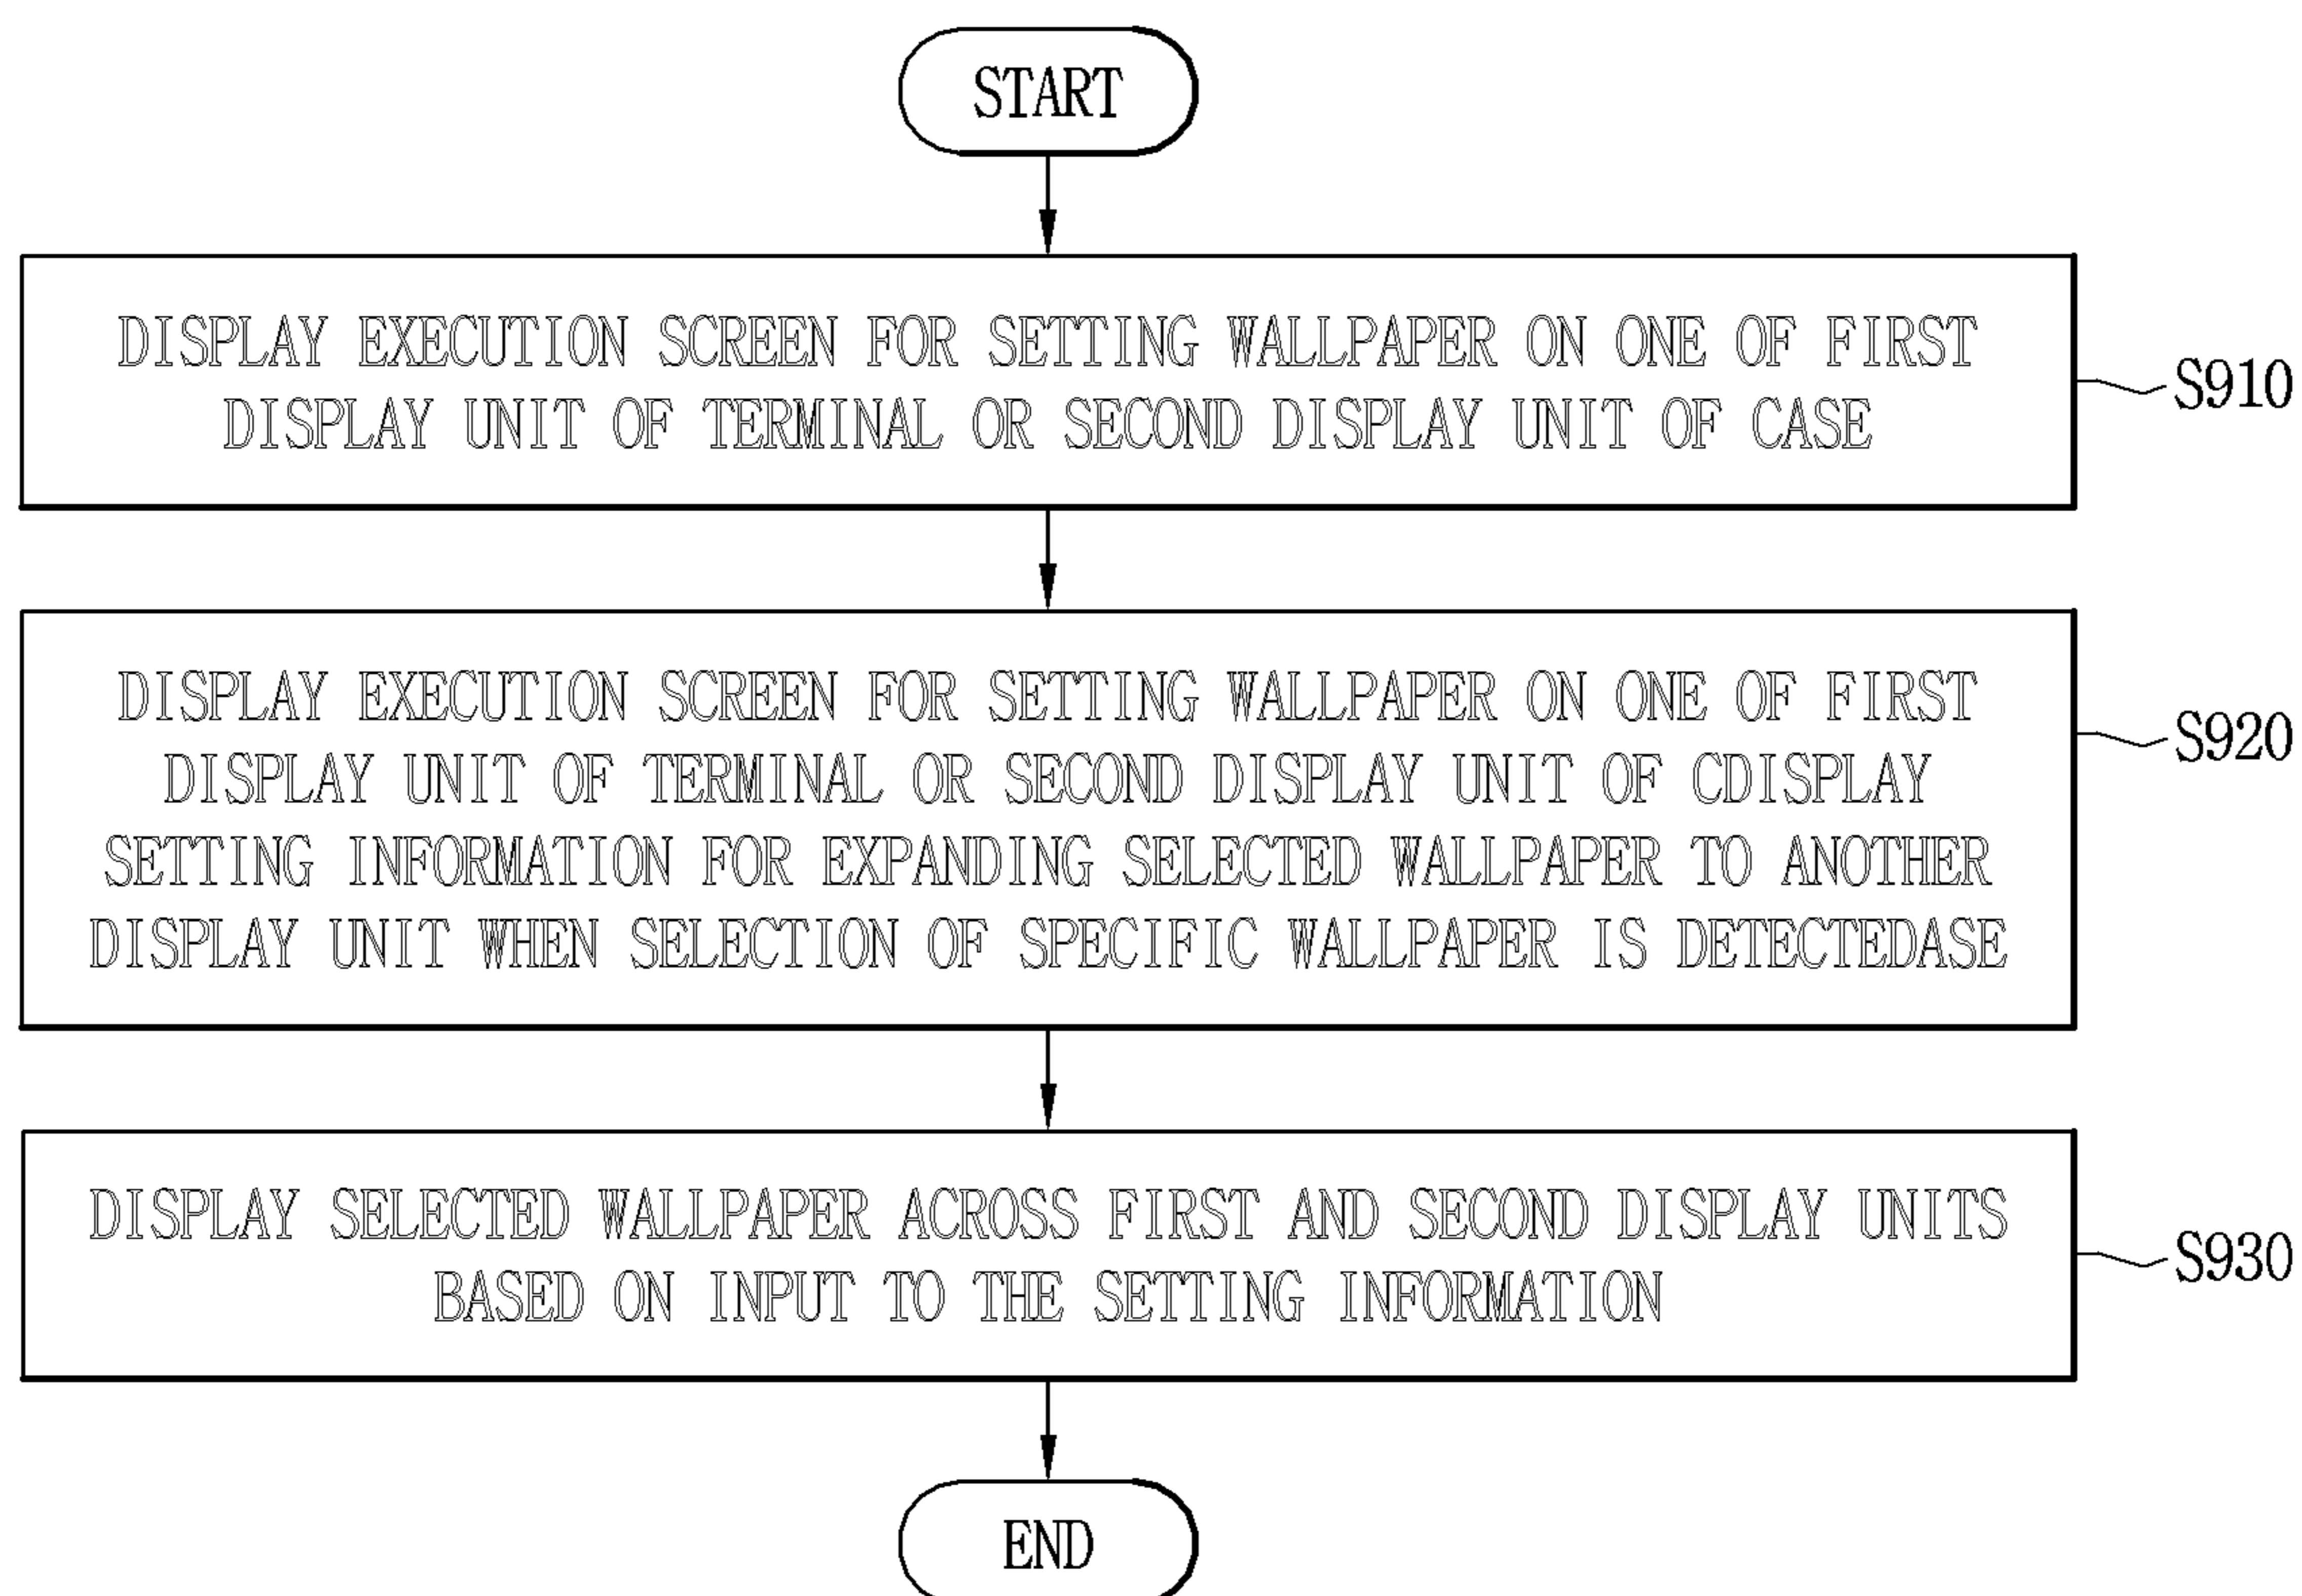 START
DISPLAY EXECUTION SCREEN FOR SETTING WALLPAPER ON ONE OF FIRST
DISPLAY UNIT OF TERMINAL OR SECOND DISPLAY UNIT OF CASE
S910
DISPLAY EXECUTION SCREEN FOR SETTING WALLPAPER ON ONE OF FIRST
DISPLAY UNIT OF TERMINAL OR SECOND DISPLAY UNIT OF CDISPLAY
SETTING INFORMATION FOR EXPANDING SELECTED WALLPAPER TO ANOTHER
DISPLAY UNIT WHEN SELECTION OF SPECIFIC WALLPAPER IS DETECTEDASE
S920
DISPLAY SELECTED WALLPAPER ACROSS FIRST AND SECOND DISPLAY UNITS
BASED ON INPUT TO THE SETTING INFORMATION
S930
END